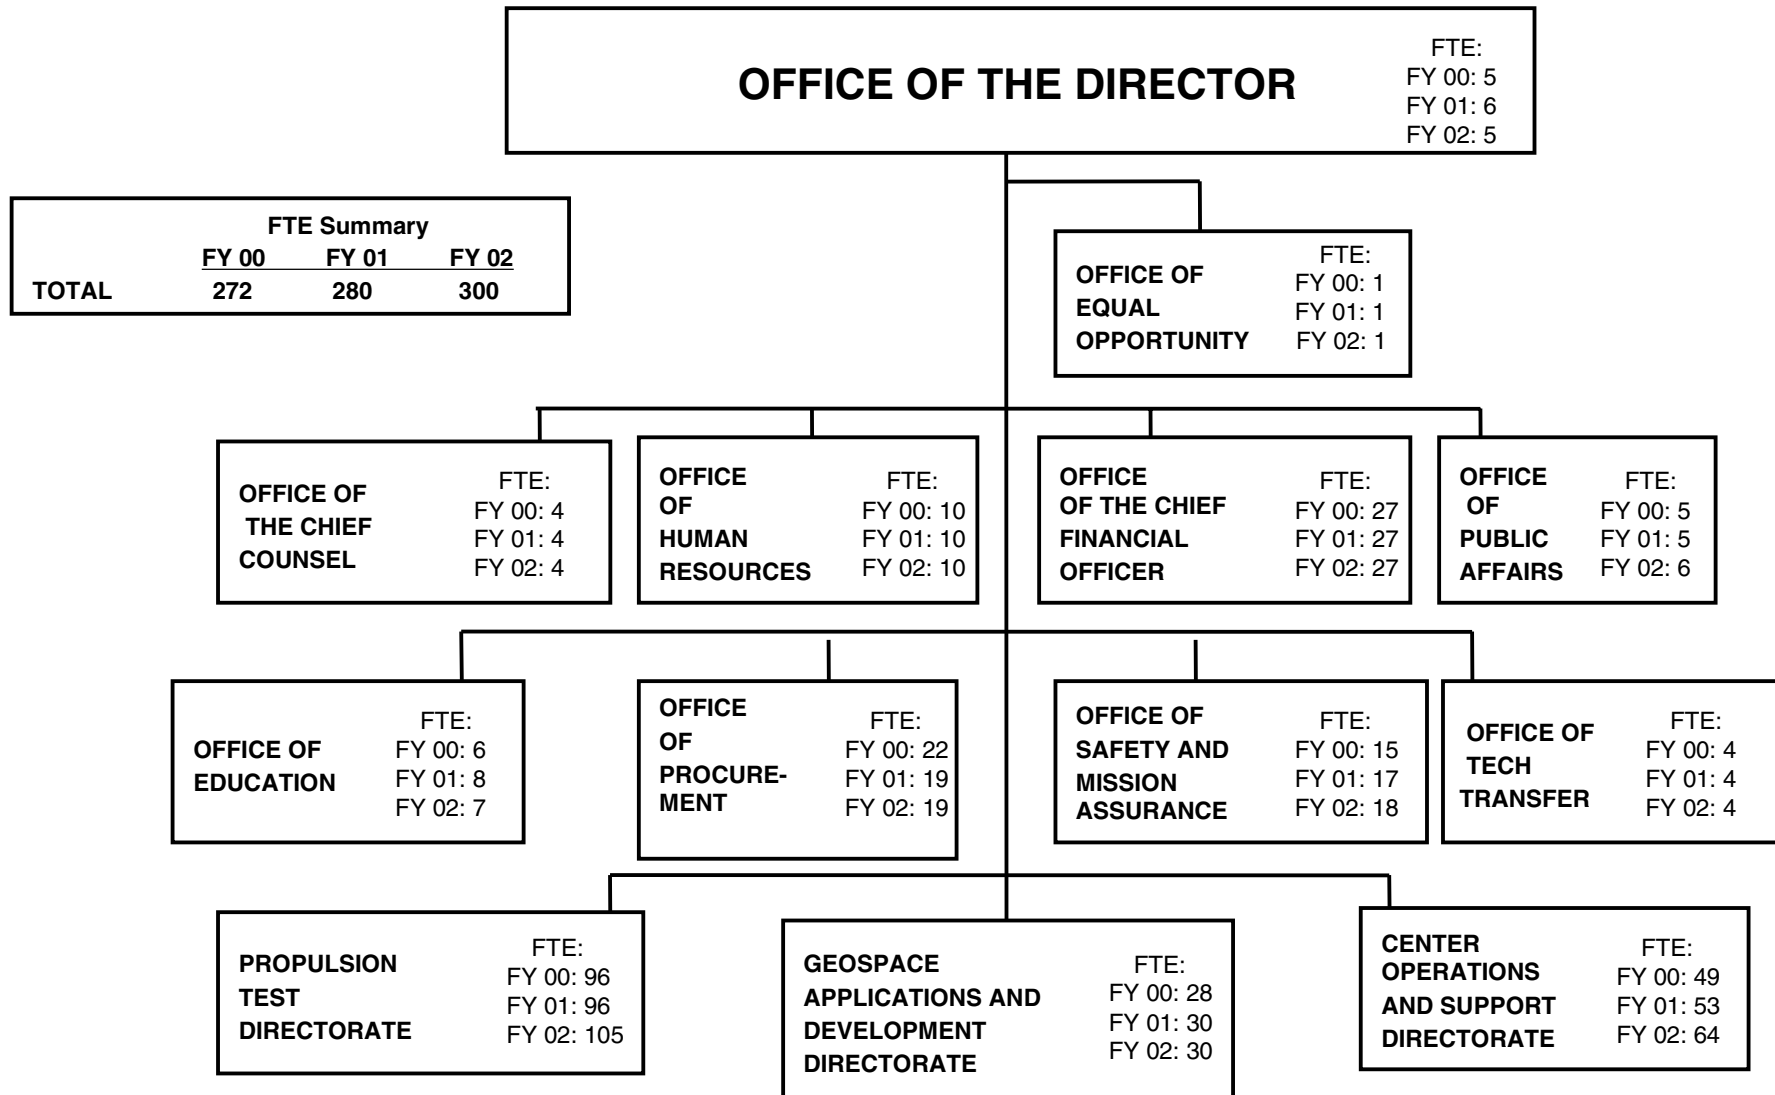 OFFICE OF THE DIRECTOR
FTE:
FY 00: 5
FY 01: 6
FY 02: 5
FTE Summary
FY 00 FY 01 FY 02
TOTAL 272 280 300
OFFICE OF
EQUAL
OPPORTUNITY
FTE:
FY 00: 1
FY 01: 1
FY 02: 1
OFFICE OF
THE CHIEF
COUNSEL
FTE:
FY 00: 4
FY 01: 4
FY 02: 4
OFFICE
OF
HUMAN
RESOURCES
FTE:
FY 00: 10
FY 01: 10
FY 02: 10
OFFICE
OF THE CHIEF
FINANCIAL
OFFICER
FTE:
FY 00: 27
FY 01: 27
FY 02: 27
OFFICE
OF
PUBLIC
AFFAIRS
FTE:
FY 00: 5
FY 01: 5
FY 02: 6
OFFICE OF
EDUCATION
FTE:
FY 00: 6
FY 01: 8
FY 02: 7
OFFICE
OF
PROCURE-
MENT
FTE:
FY 00: 22
FY 01: 19
FY 02: 19
OFFICE OF
SAFETY AND
MISSION
ASSURANCE
FTE:
FY 00: 15
FY 01: 17
FY 02: 18
OFFICE OF
TECH
TRANSFER
FTE:
FY 00: 4
FY 01: 4
FY 02: 4
PROPULSION
TEST
DIRECTORATE
FTE:
FY 00: 96
FY 01: 96
FY 02: 105
GEOSPACE
APPLICATIONS AND
DEVELOPMENT
DIRECTORATE
FTE:
FY 00: 28
FY 01: 30
FY 02: 30
CENTER
OPERATIONS
AND SUPPORT
DIRECTORATE
FTE:
FY 00: 49
FY 01: 53
FY 02: 64